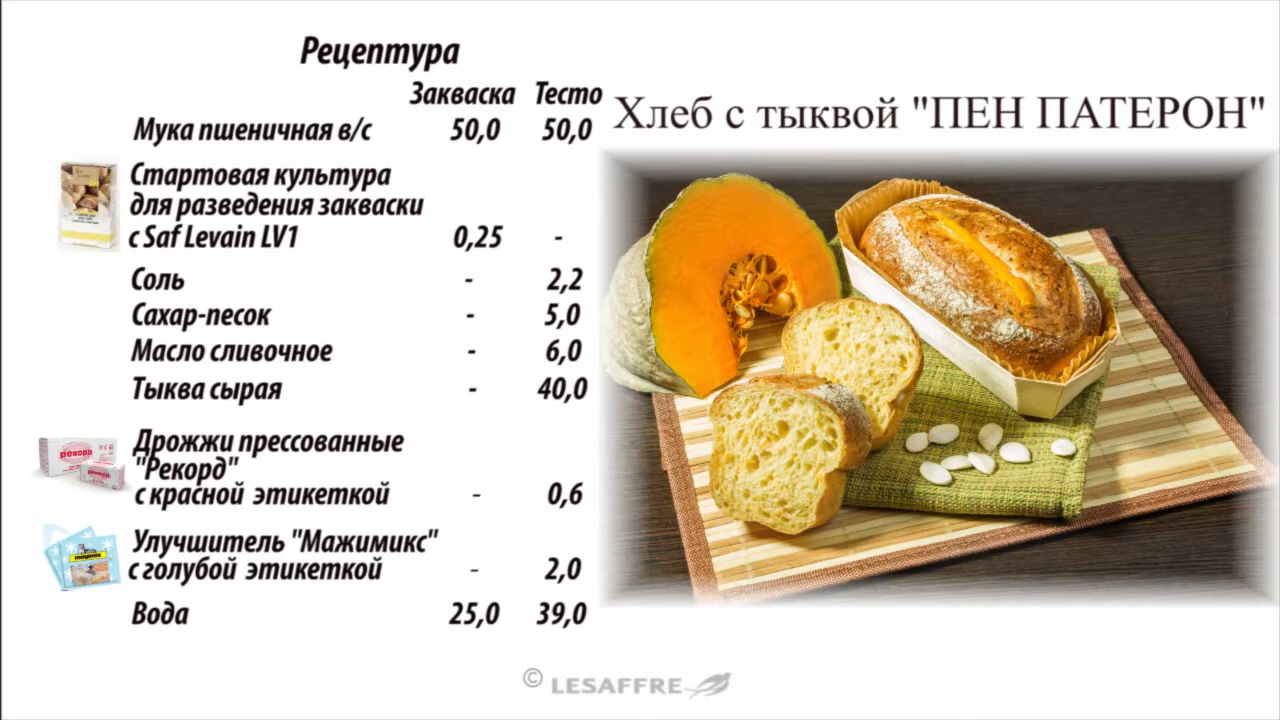 Рецептура
Закваска Тесто
Хлеб с тыквой "ПЕН ПАТЕРОН"
Мука пшеничная в/с 50,0 50,0
Стартовая культура
для разведения закваски
с Saf Levain LV1 0,25 -
Соль - 2,2
Сахар-песок - 5,0
Масло сливочное - 6,0
Тыква сырая - 40,0
Дрожжи прессованные
"Рекорд"
с красной этикеткой - 0,6
рекорд
рекорд
Улучшитель "Мажимикс"
с голубой этикеткой - 2,0
magimix
Вода 25,0 39,0
© LESAFFRE